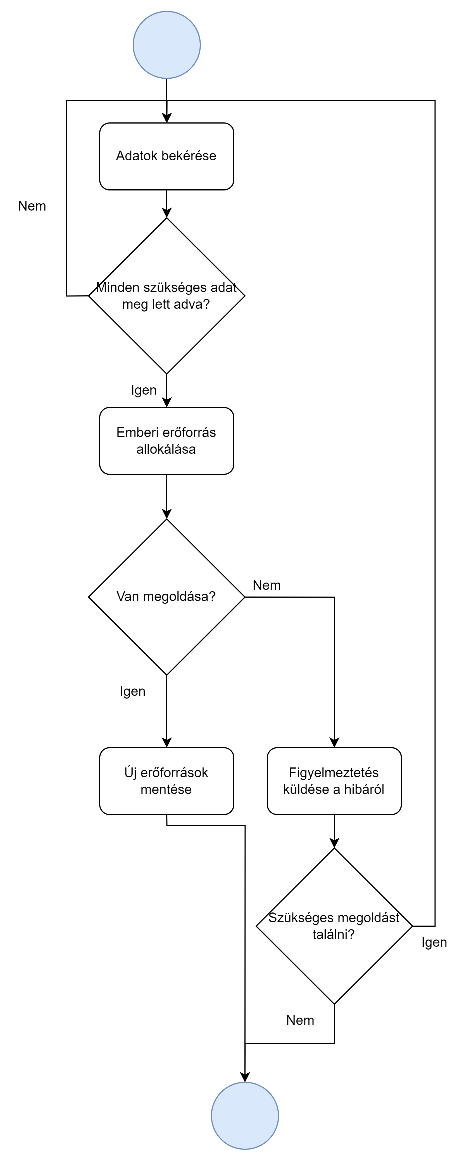 Adatok bekérése
Nem
Minden szükséges adat
meg lett adva?
Igen
Emberi erőforrás
allokálása
Van megoldása?
Nem
Igen
Új erőforrások
mentése
Figyelmeztetés
küldése a hibáról
Szükséges megoldást
találni?
Igen
Nem